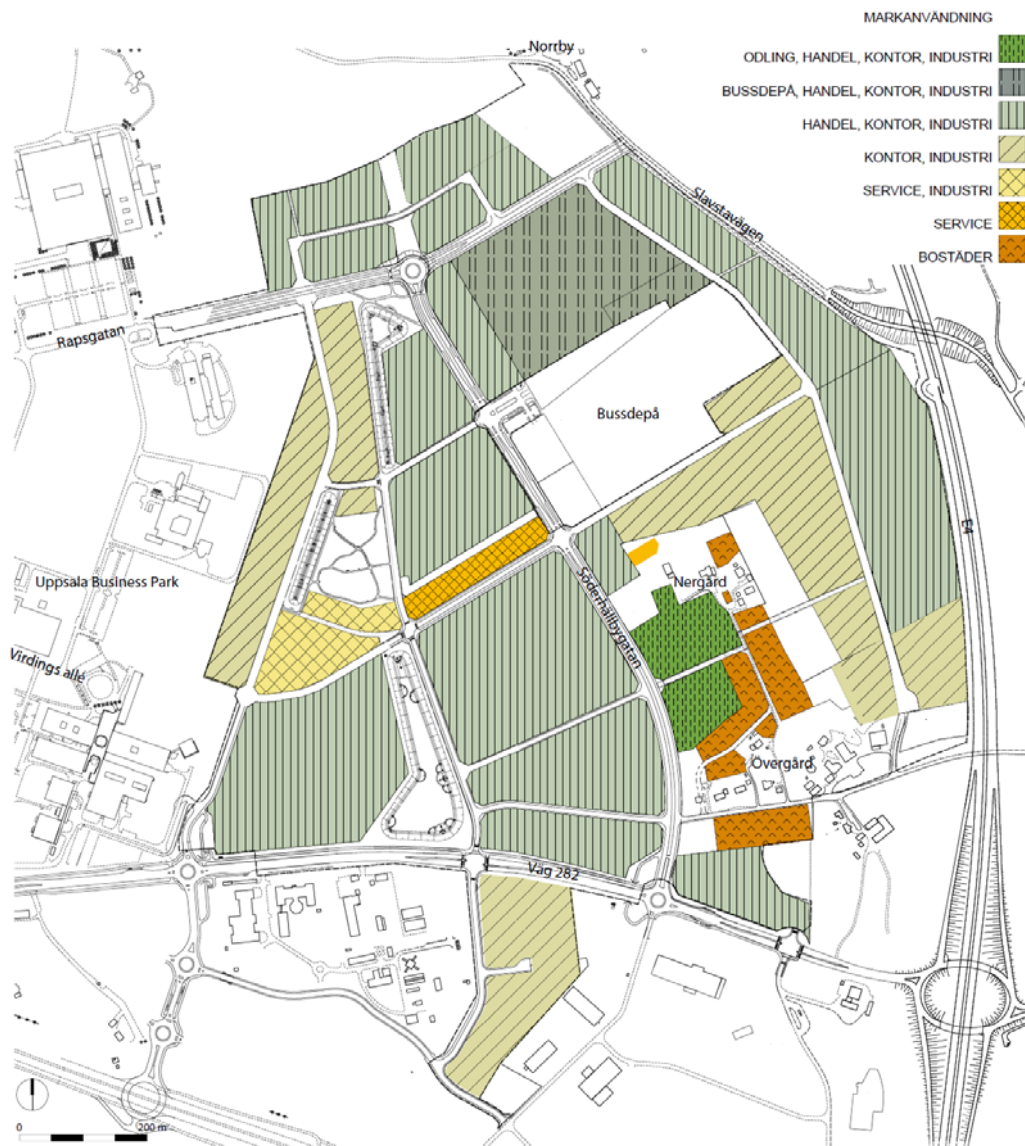 MARKANVÄNDNING
ODLING, HANDEL, KONTOR, INDUSTRI
BUSSDEPÅ, HANDEL, KONTOR, INDUSTRI
HANDEL, KONTOR, INDUSTRI
KONTOR, INDUSTRI
SERVICE, INDUSTRI
SERVICE
BOSTÄDER
Norrby
Slavstavägen
Rapsgatan
Bussdepå
E4
Uppsala Business Park
Nergård
Södernällbygatan
Virdings allé
Övergård
Väg 282
0 200 m